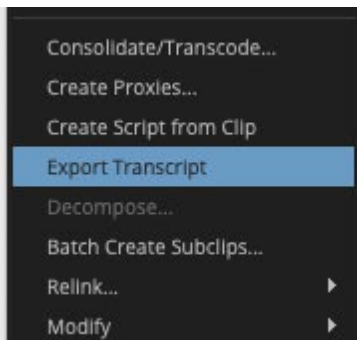 Consolidate/Transcode...
Create Proxies...
Create Script from Clip
Export Transcript
Decompose...
Batch Create Subclips...
Relink...
Modify